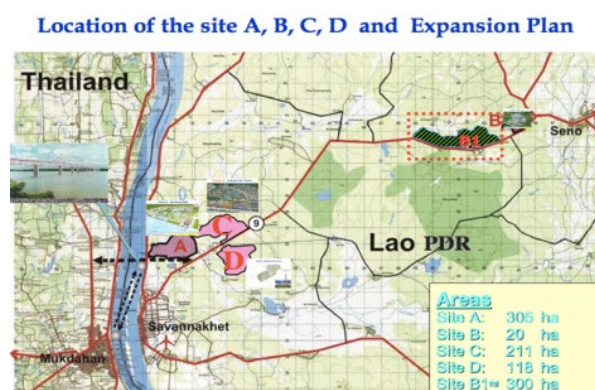 Location of the site A, B, C, D and Expansion Plan
Thailand
B
B1
Seno
C
9
A
D
Lao PDR
Savannakhet
Mukdahan
Areas
Site A: 305 ha
Site B: 20 ha
Site C: 211 ha
Site D: 118 ha
Site B1≈ 300 ha